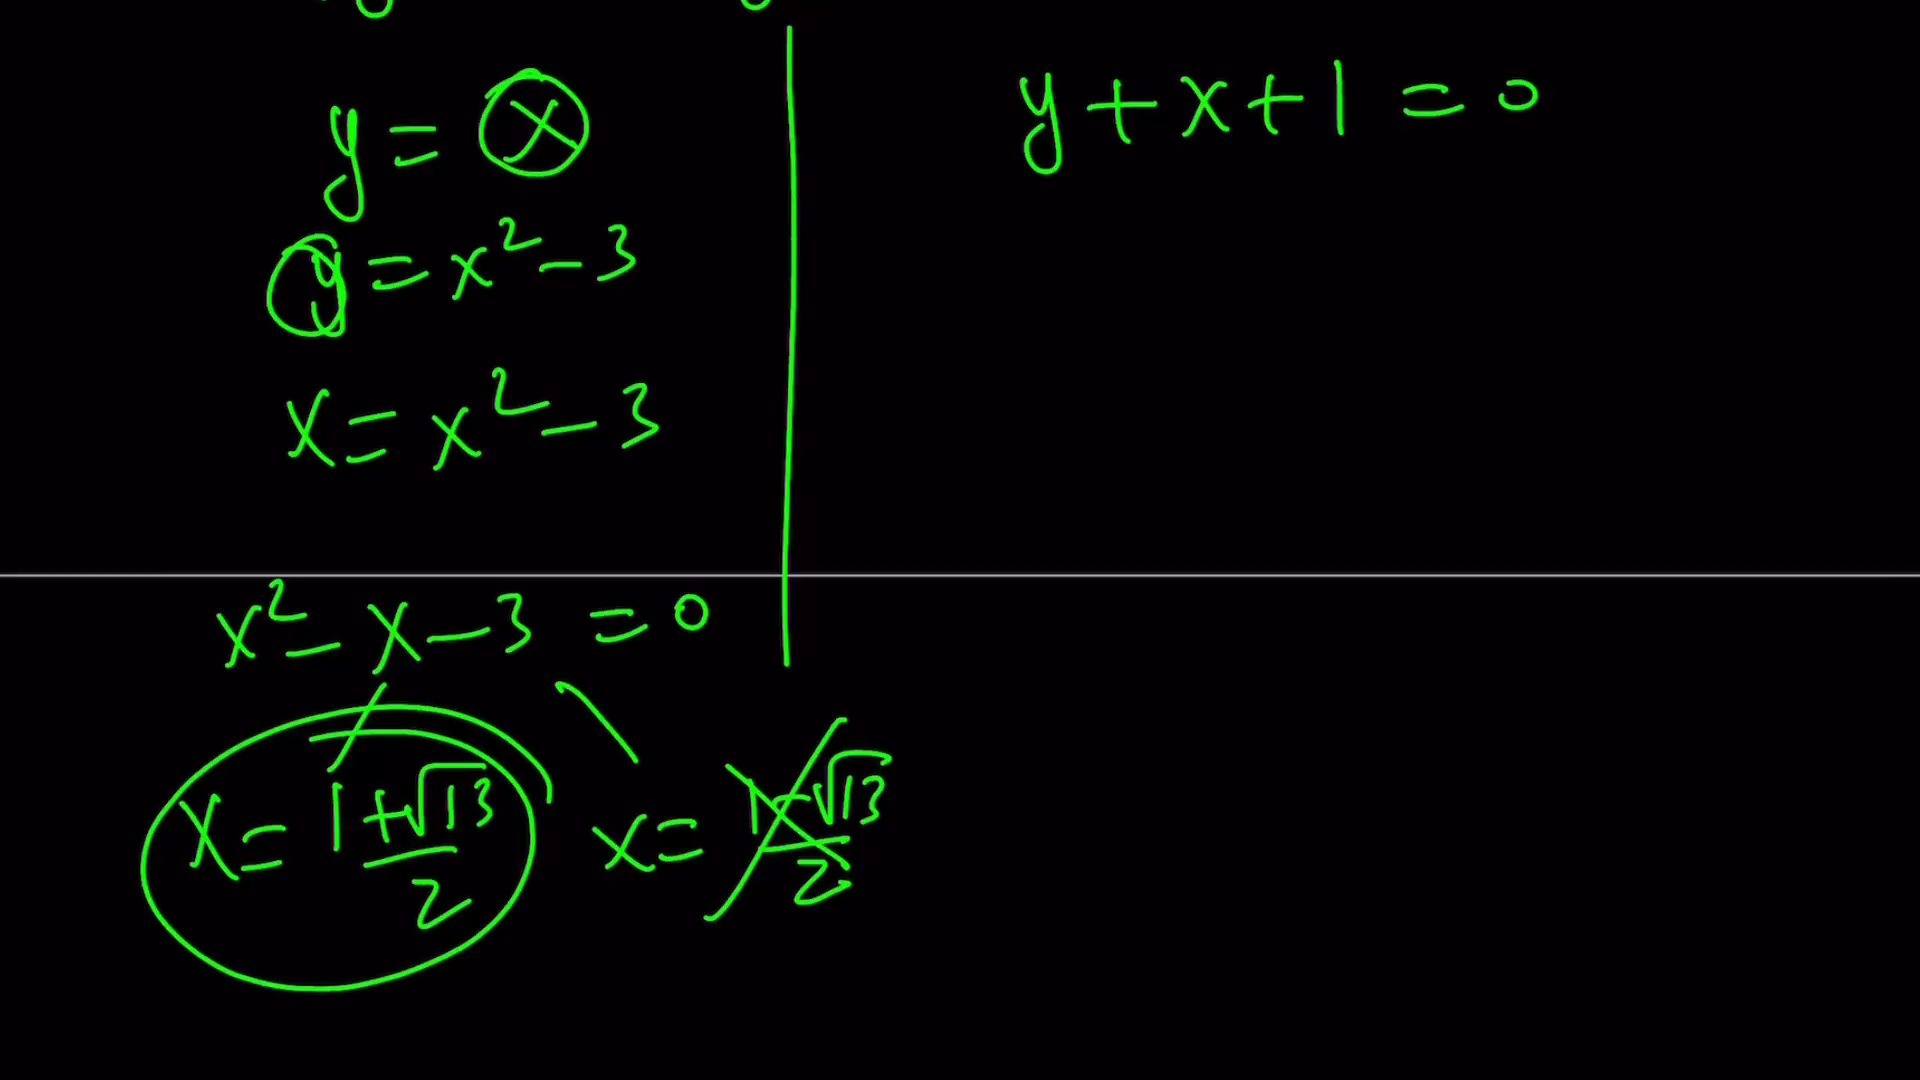 y = x
y = x² - 3
x = x² - 3
x² - x - 3 = 0
x = (1 + √13)/2 x = (1 - √13)/2
y + x + 1 = 0